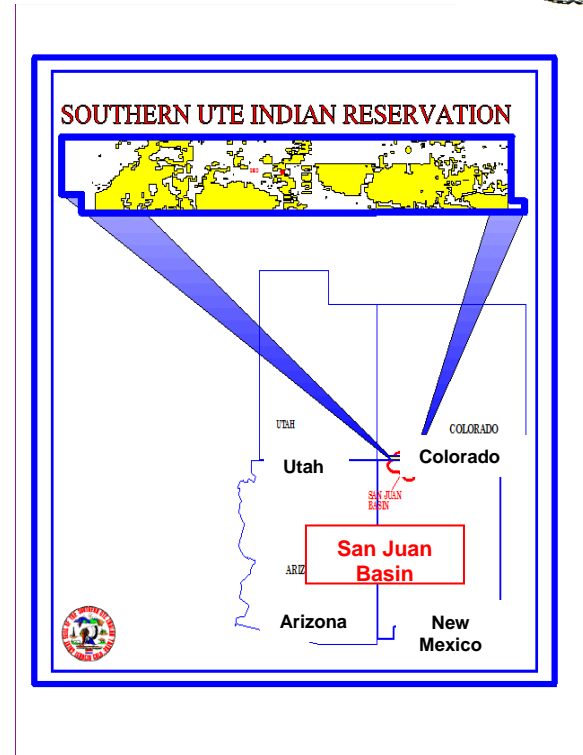 SOUTHERN UTE INDIAN RESERVATION
UTAH
COLORADO
Utah
Colorado
SAN JUAN
BASIN
San Juan
Basin
ARIZ
Arizona
New
Mexico